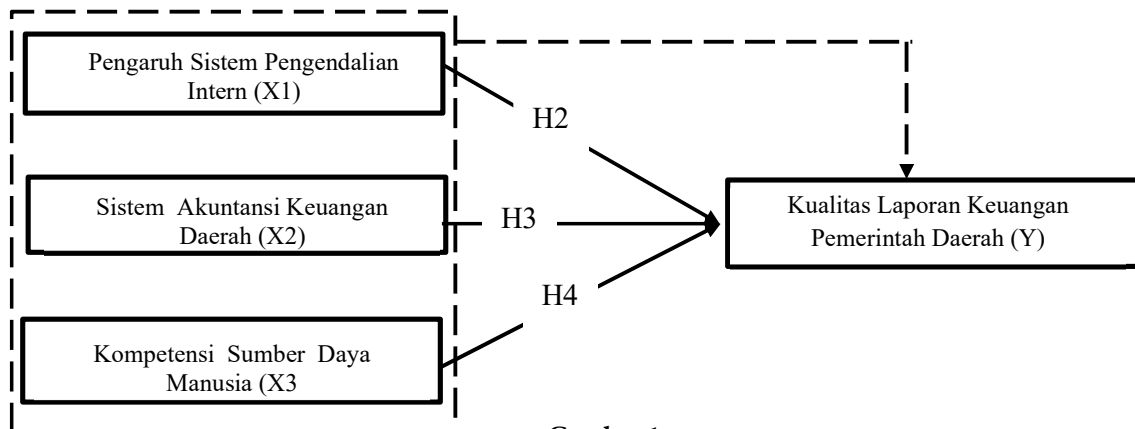 Pengaruh Sistem Pengendalian
Intern (X1)
H2
Sistem Akuntansi Keuangan
Daerah (X2)
H3
Kualitas Laporan Keuangan
Pemerintah Daerah (Y)
H4
Kompetensi Sumber Daya
Manusia (X3